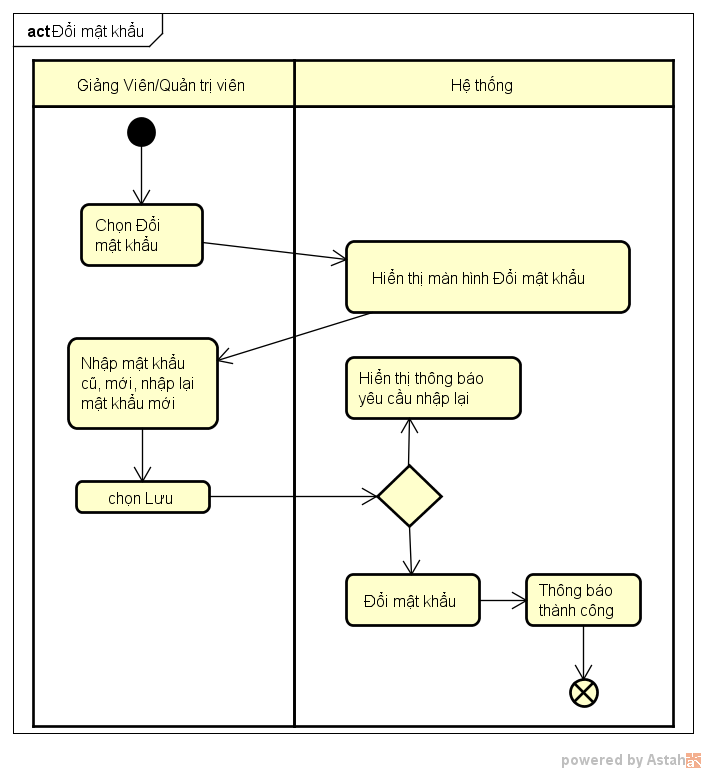 act Đổi mật khẩu
Giảng Viên/Quản trị viên
Hệ thống
Chọn Đổi
mật khẩu
Hiển thị màn hình Đổi mật khẩu
Nhập mật khẩu
cũ, mới, nhập lại
mật khẩu mới
Hiển thị thông báo
yêu cầu nhập lại
chọn Lưu
Đổi mật khẩu
Thông báo
thành công
powered by Astah